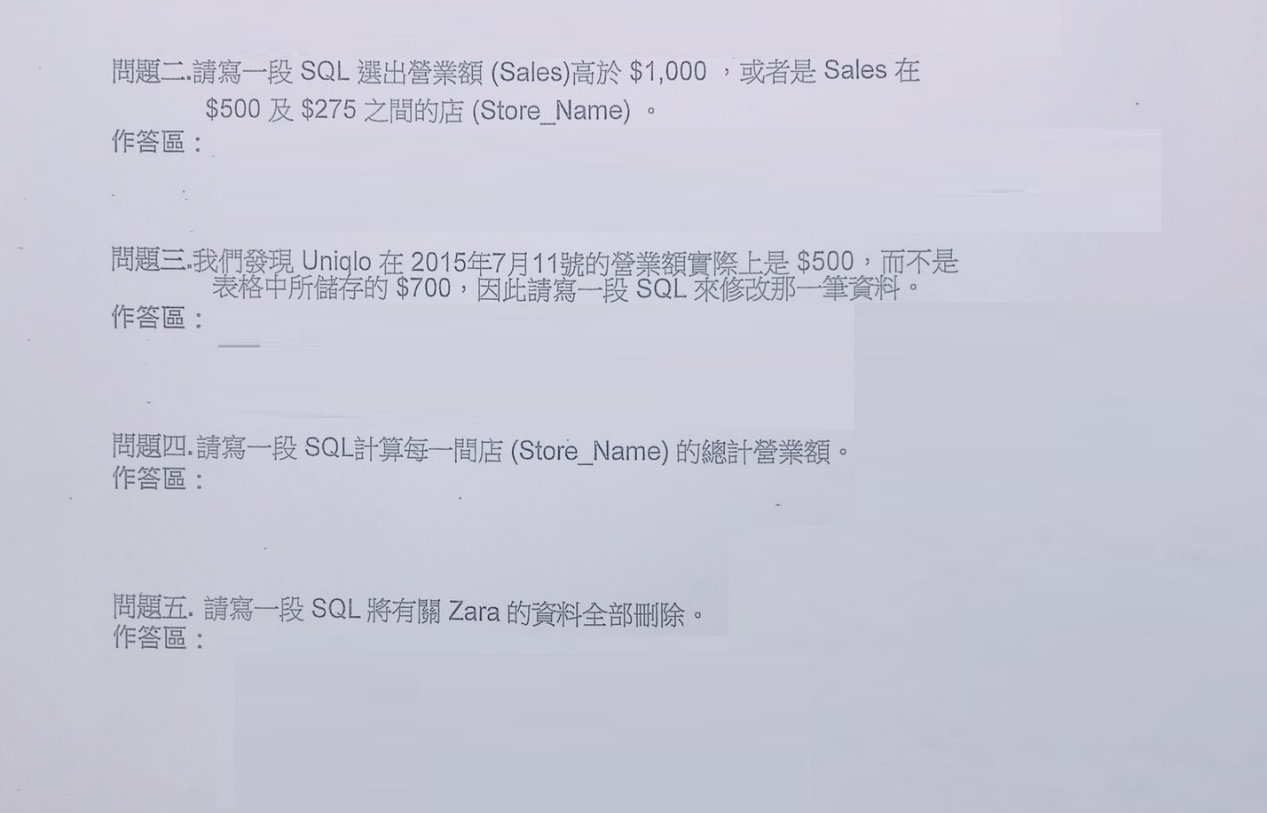 問題二.請寫一段 SQL 選出營業額 (Sales)高於 $1,000 ，或者是 Sales 在
$500 及 $275 之間的店 (Store_Name) 。
作答區：
問題三.我們發現 Uniqlo 在 2015年7月11號的營業額實際上是 $500，而不是
表格中所儲存的 $700，因此請寫一段 SQL 來修改那一筆資料。
作答區：
問題四.請寫一段 SQL計算每一間店 (Store_Name) 的總計營業額。
作答區：
問題五. 請寫一段 SQL 將有關 Zara 的資料全部刪除。
作答區：